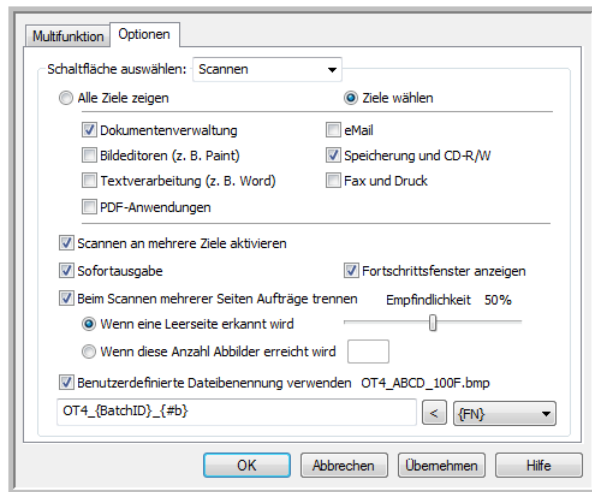 Multifunktion Optionen
Schaltfläche auswählen: Scannen
Alle Ziele zeigen Ziele wählen
Dokumentenverwaltung eMail
Bildeditoren (z. B. Paint) Speicherung und CD-R/W
Textverarbeitung (z. B. Word) Fax und Druck
PDF-Anwendungen
Scannen an mehrere Ziele aktivieren
Sofortausgabe Fortschrittsfenster anzeigen
Beim Scannen mehrerer Seiten Aufträge trennen Empfindlichkeit 50%
Wenn eine Leerseite erkannt wird
Wenn diese Anzahl Abbilder erreicht wird
Benutzerdefinierte Dateibenennung verwenden OT4_ABCD_100F.bmp
OT4_{BatchID}_{#b} < {FN}
OK Abbrechen Übernehmen Hilfe